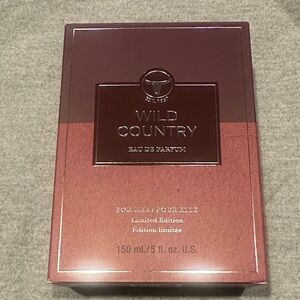 WILD
COUNTRY
EAU DE PARFUM
FOR HER / POUR ELLE
Limited Edition
Édition limitée
150 mL/5 fl. oz. U.S.